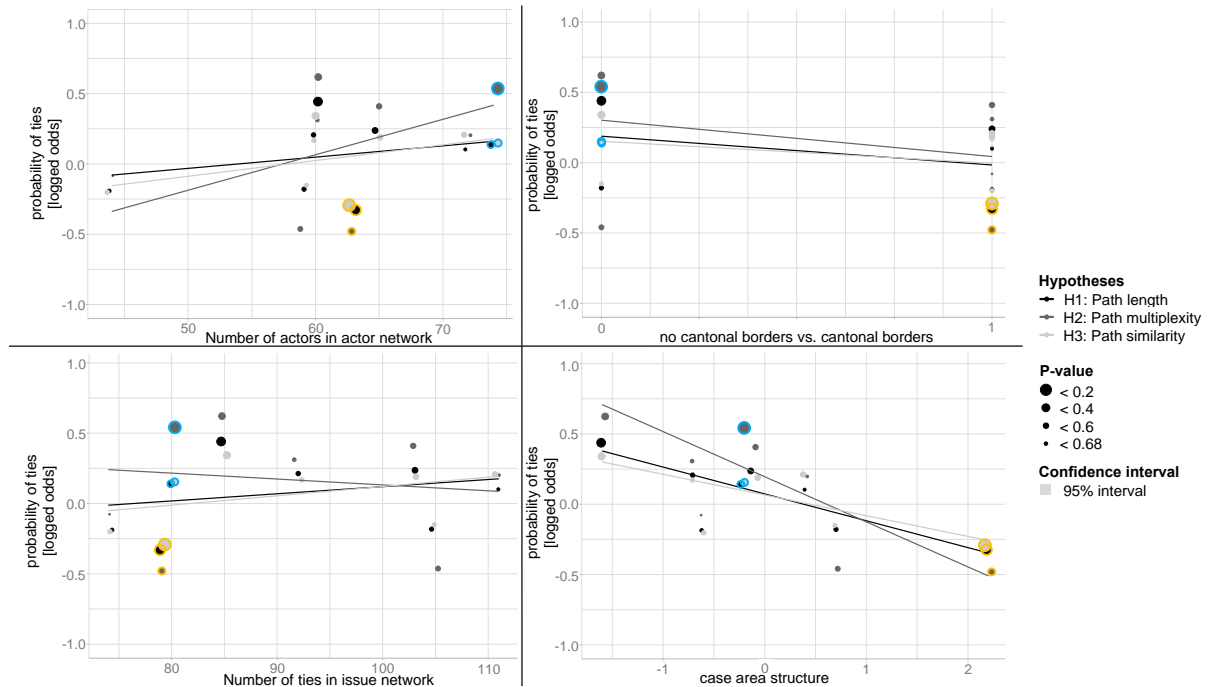 1.0
0.5
0.0
-0.5
-1.0
probability of ties
[logged odds]
50
60
70
Number of actors in actor network
1.0
0.5
0.0
-0.5
-1.0
probability of ties
[logged odds]
0
1
no cantonal borders vs. cantonal borders
1.0
0.5
0.0
-0.5
-1.0
probability of ties
[logged odds]
80
90
100
110
Number of ties in issue network
1.0
0.5
0.0
-0.5
-1.0
probability of ties
[logged odds]
-1
0
1
2
case area structure
Hypotheses
H1: Path length
H2: Path multiplexity
H3: Path similarity
P-value
< 0.2
< 0.4
< 0.6
< 0.68
Confidence interval
95% interval